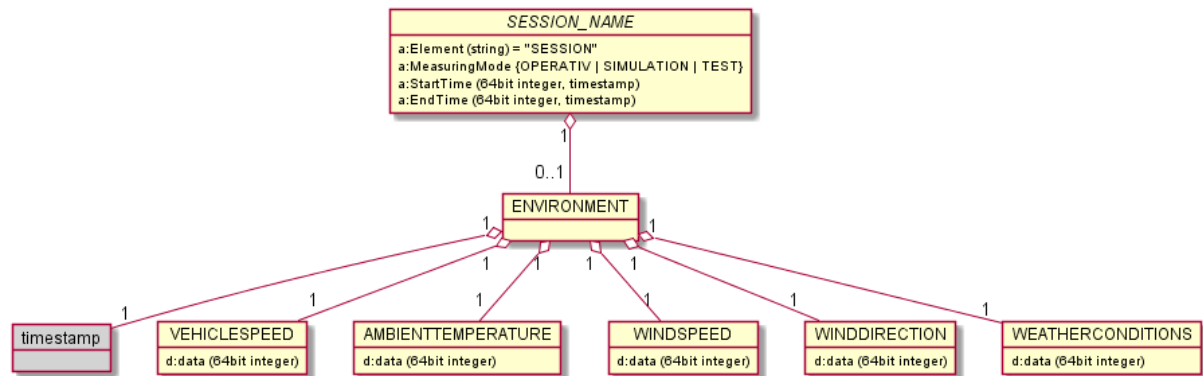 SESSION_NAME
a:Element (string) = "SESSION"
a:MeasuringMode {OPERATIV | SIMULATION | TEST}
a:StartTime (64bit integer, timestamp)
a:EndTime (64bit integer, timestamp)
1
0..1
ENVIRONMENT
1 1 1 1 1 1
1 1 1 1 1 1
timestamp VEHICLESPEED AMBIENTTEMPERATURE WINDSPEED WINDDIRECTION WEATHERCONDITIONS
d:data (64bit integer) d:data (64bit integer) d:data (64bit integer) d:data (64bit integer) d:data (64bit integer)